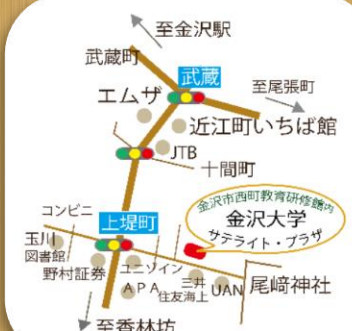 至金沢駅
武蔵町
武蔵
エムザ
至尾張町
近江町いちば館
JTB
十間町
コンビニ
上堤町
金沢市西町教育研修館内
金沢大学
サテライト・プラザ
玉川
図書館
野村証券
ユニゾイン
APA
三井
住友海上
UAN
尾﨑神社
至香林坊